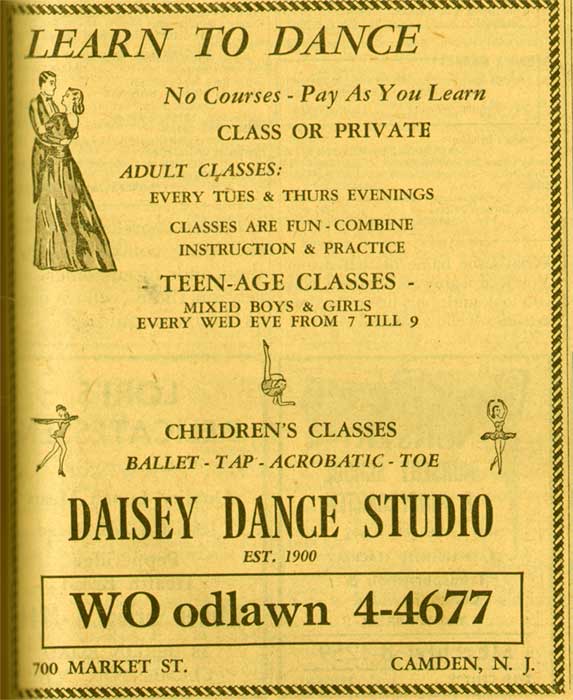 LEARN TO DANCE
No Courses - Pay As You Learn
CLASS OR PRIVATE
ADULT CLASSES:
EVERY TUES & THURS EVENINGS
CLASSES ARE FUN - COMBINE
INSTRUCTION & PRACTICE
- TEEN-AGE CLASSES -
MIXED BOYS & GIRLS
EVERY WED EVE FROM 7 TILL 9
CHILDREN'S CLASSES
BALLET - TAP - ACROBATIC - TOE
DAISEY DANCE STUDIO
EST. 1900
WO odlawn 4-4677
700 MARKET ST. CAMDEN, N. J.